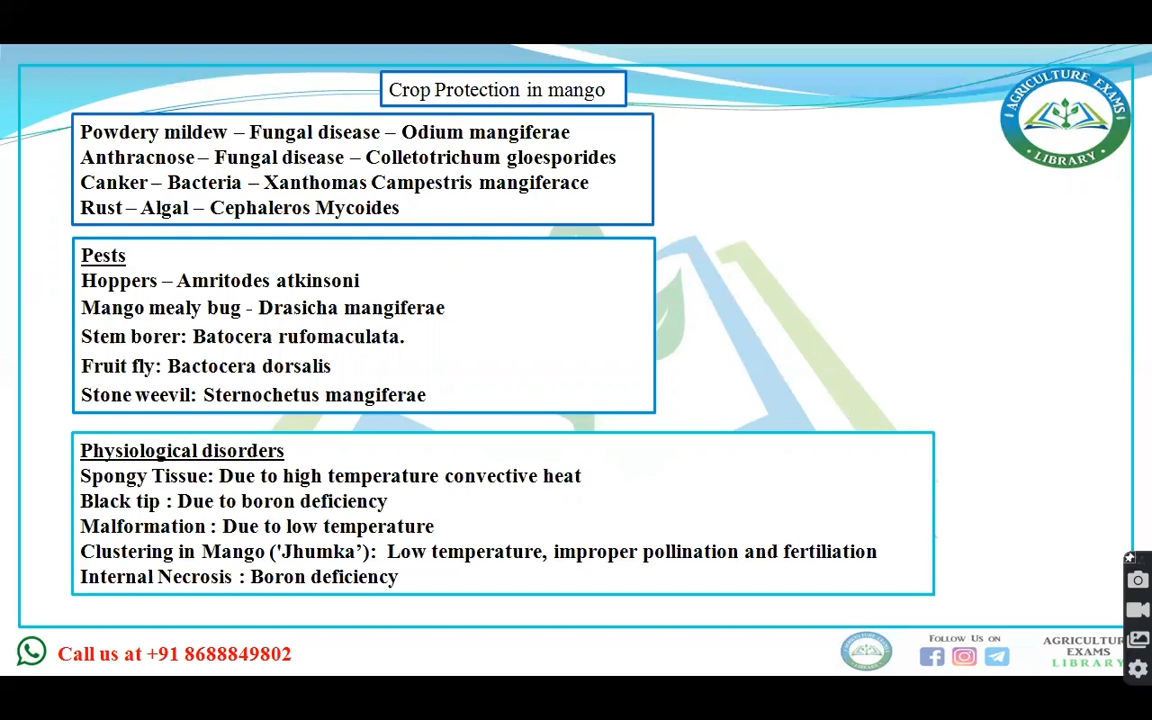 Crop Protection in mango
AGRICULTURE EXAMS
LIBRARY
Powdery mildew – Fungal disease – Odium mangiferae
Anthracnose – Fungal disease – Colletotrichum gloesporides
Canker – Bacteria – Xanthomas Campestris mangiferace
Rust – Algal – Cephaleros Mycoides
Pests
Hoppers – Amritodes atkinsoni
Mango mealy bug - Drasicha mangiferae
Stem borer: Batocera rufomaculata.
Fruit fly: Bactocera dorsalis
Stone weevil: Sternochetus mangiferae
Physiological disorders
Spongy Tissue: Due to high temperature convective heat
Black tip : Due to boron deficiency
Malformation : Due to low temperature
Clustering in Mango ('Jhumka’): Low temperature, improper pollination and fertiliation
Internal Necrosis : Boron deficiency
Call us at +91 8688849802
FOLLOW US ON
AGRICULTUR
EXAMS
LIBRARY